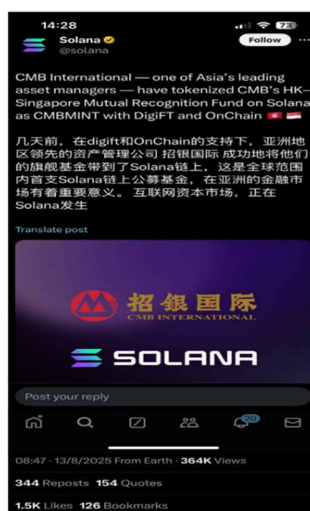 14:28
73
Solana
@solana
Follow
CMB International — one of Asia's leading
asset managers — have tokenized CMB's HK–
Singapore Mutual Recognition Fund on Solana
as CMBMINT with DigiFT and OnChain 🇭🇰 🇸🇬
几天前，在digift和OnChain的支持下，亚洲地
区领先的资产管理公司 招银国际 成功地将他们
的旗舰基金带到了Solana链上，这是全球范围
内首支Solana链上公募基金，在亚洲的金融市
场有着重要意义。 互联网资本市场，正在
Solana发生
Translate post
招银国际
CMB INTERNATIONAL
SOLANA
Post your reply
20
08:47 · 13/8/2025 From Earth · 364K Views
344 Reposts 154 Quotes
1.5K Likes 126 Bookmarks